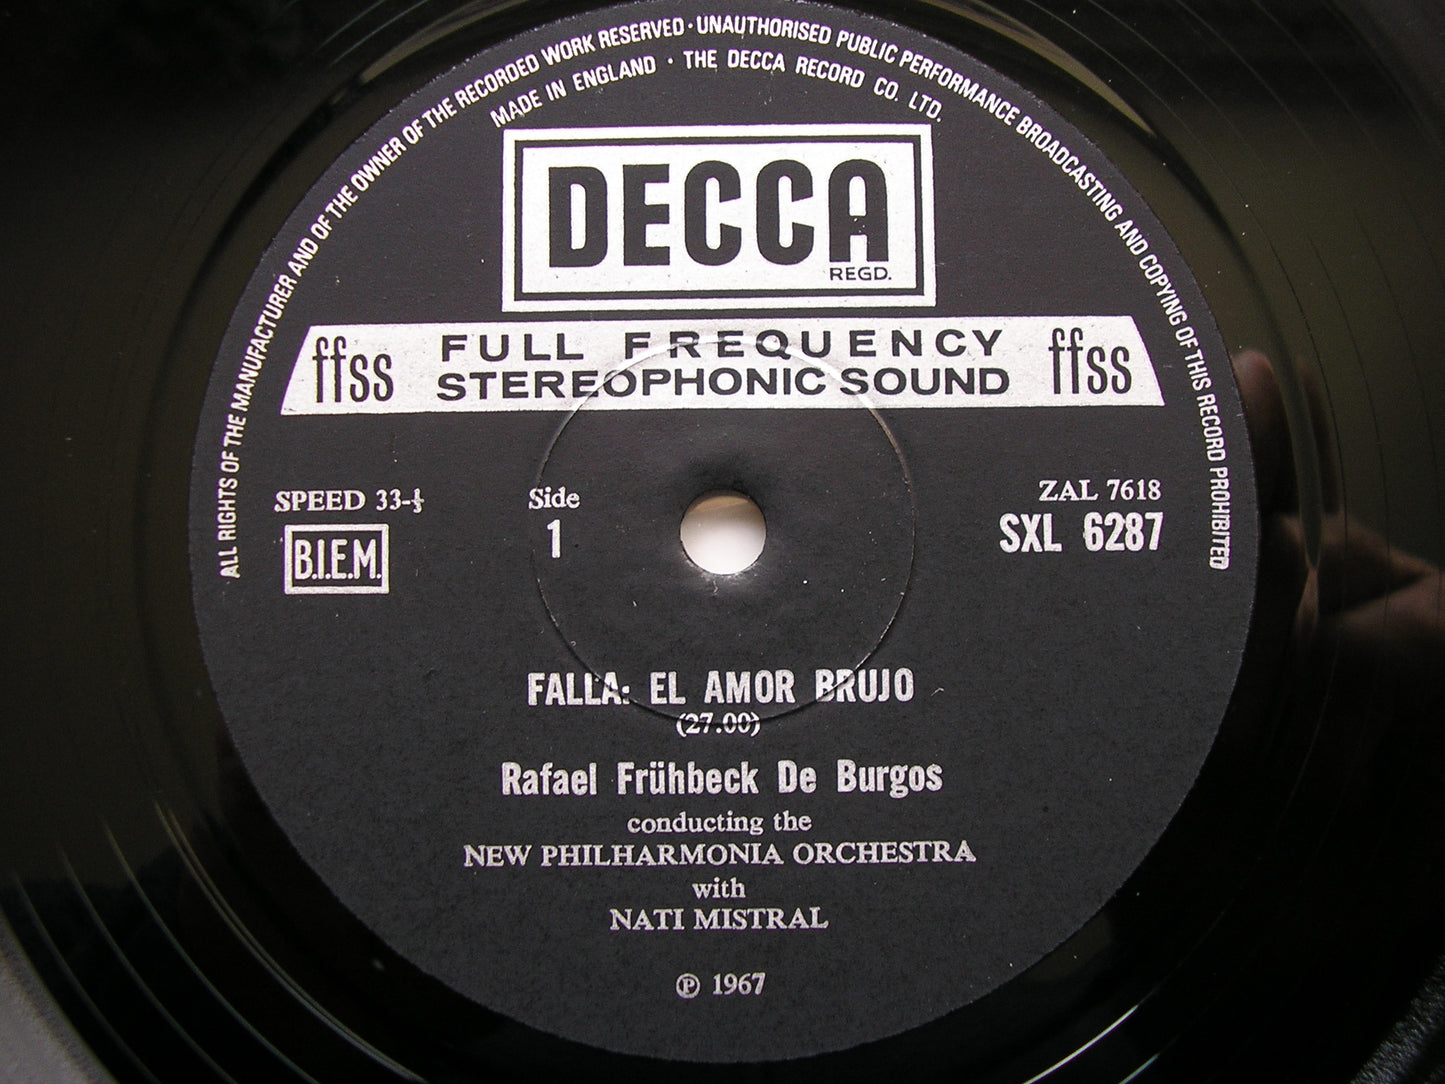 ALL RIGHTS OF THE MANUFACTURER AND OF THE OWNER OF THE RECORDED WORK RESERVED · UNAUTHORISED PUBLIC PERFORMANCE BROADCASTING AND COPYING OF THIS RECORD PROHIBITED
MADE IN ENGLAND · THE DECCA RECORD CO. LTD.
DECCA
REGD.
ffss FULL FREQUENCY ffss
STEREOPHONIC SOUND
SPEED 33-⅓ Side ZAL 7618
B.I.E.M. 1 SXL 6287
FALLA: EL AMOR BRUJO
(27.00)
Rafael Frühbeck De Burgos
conducting the
NEW PHILHARMONIA ORCHESTRA
with
NATI MISTRAL
℗ 1967